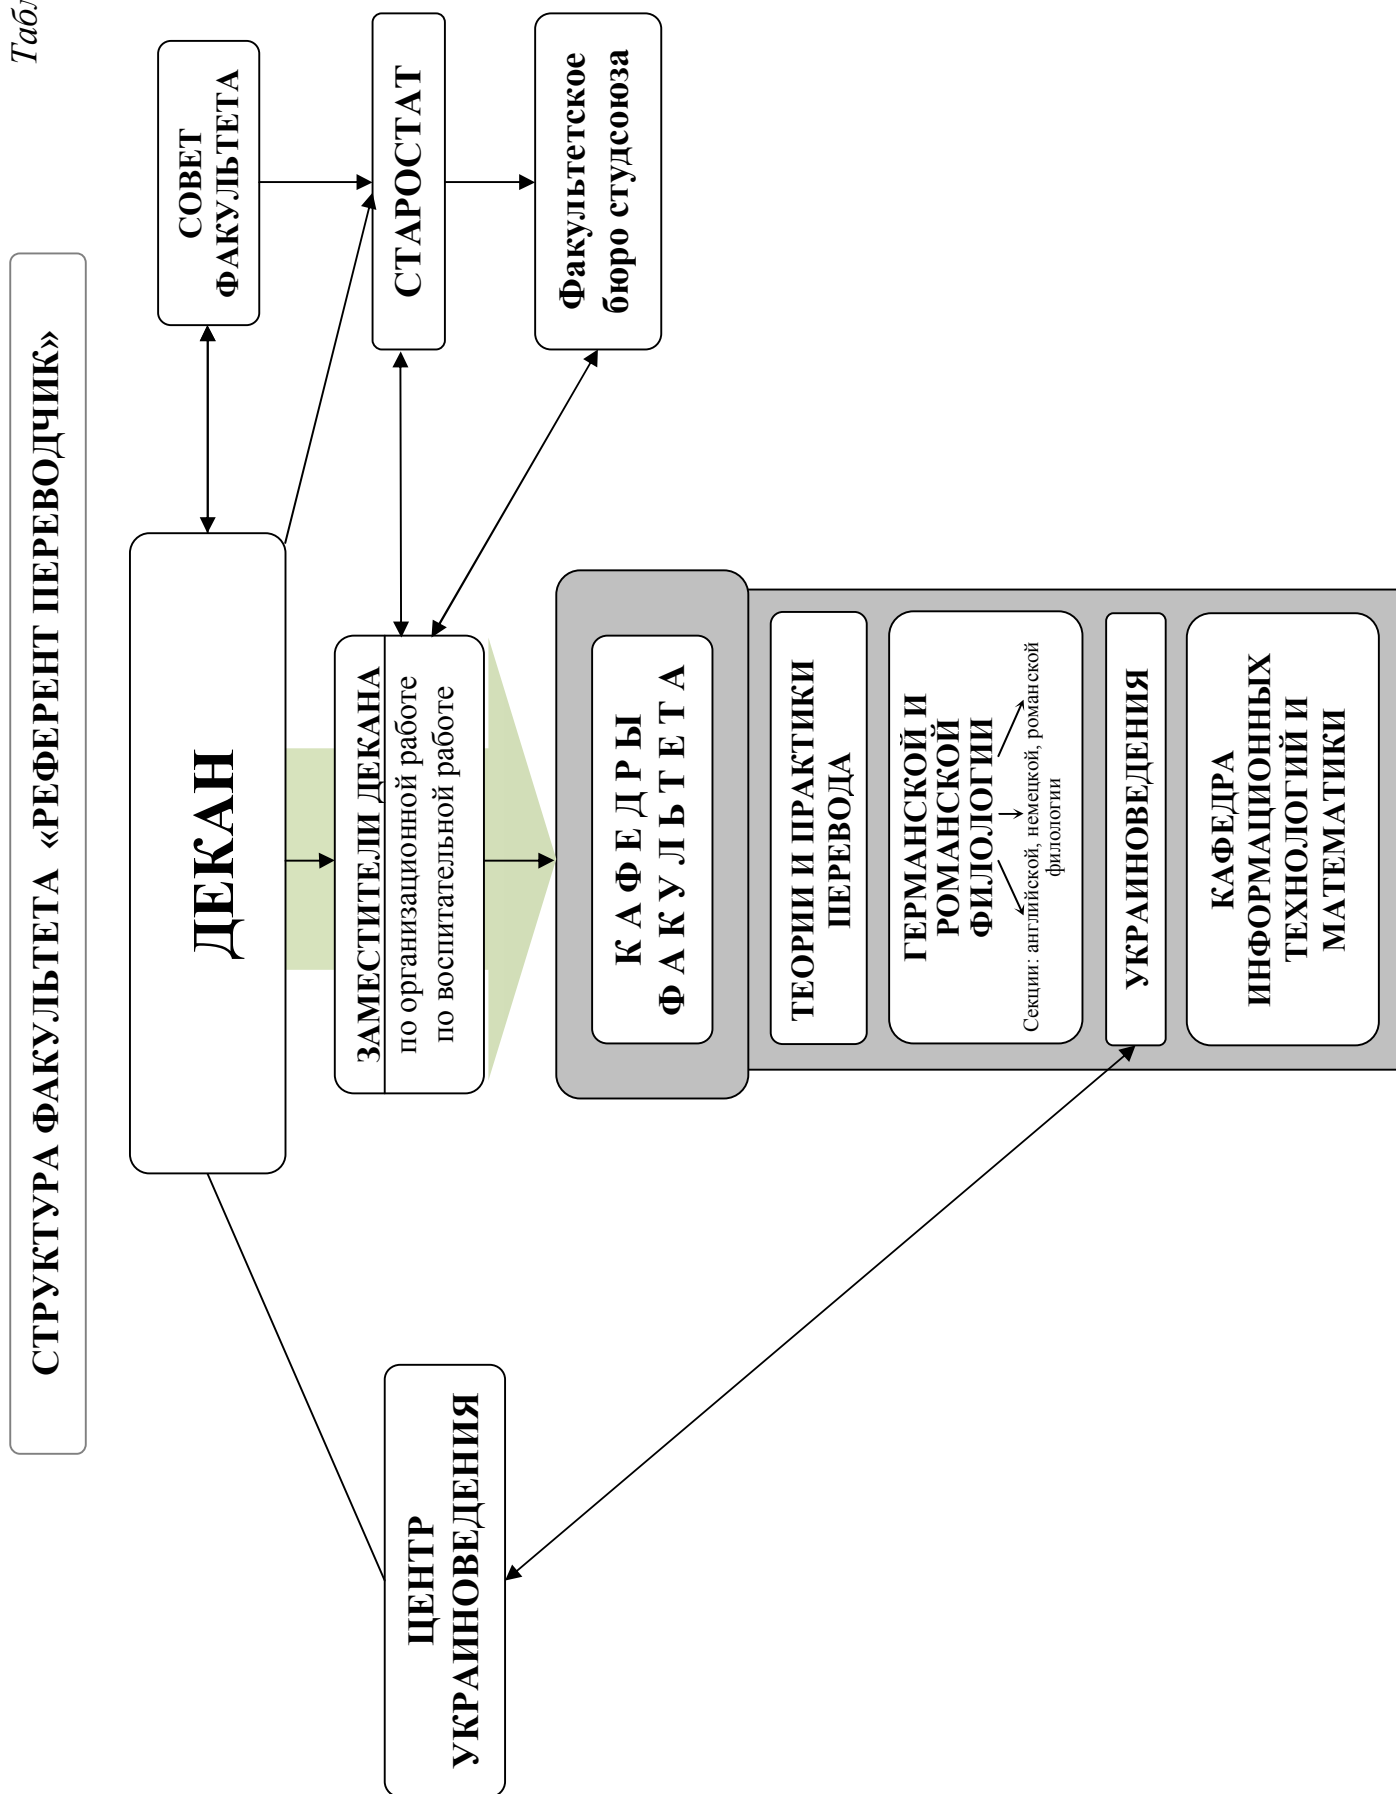 Табл
СТРУКТУРА ФАКУЛЬТЕТА «РЕФЕРЕНТ ПЕРЕВОДЧИК»
ДЕКАН
СОВЕТ
ФАКУЛЬТЕТА
ЗАМЕСТИТЕЛИ ДЕКАНА
по организационной работе
по воспитательной работе
СТАРОСТАТ
ЦЕНТР
УКРАИНОВЕДЕНИЯ
Факультетское
бюро студсоюза
КАФЕДРЫ
ФАКУЛЬТЕТА
ТЕОРИИ И ПРАКТИКИ
ПЕРЕВОДА
ГЕРМАНСКОЙ И
РОМАНСКОЙ
ФИЛОЛОГИИ
Секции: английской, немецкой, романской
филологии
УКРАИНОВЕДЕНИЯ
КАФЕДРА
ИНФОРМАЦИОННЫХ
ТЕХНОЛОГИЙ И
МАТЕМАТИКИ